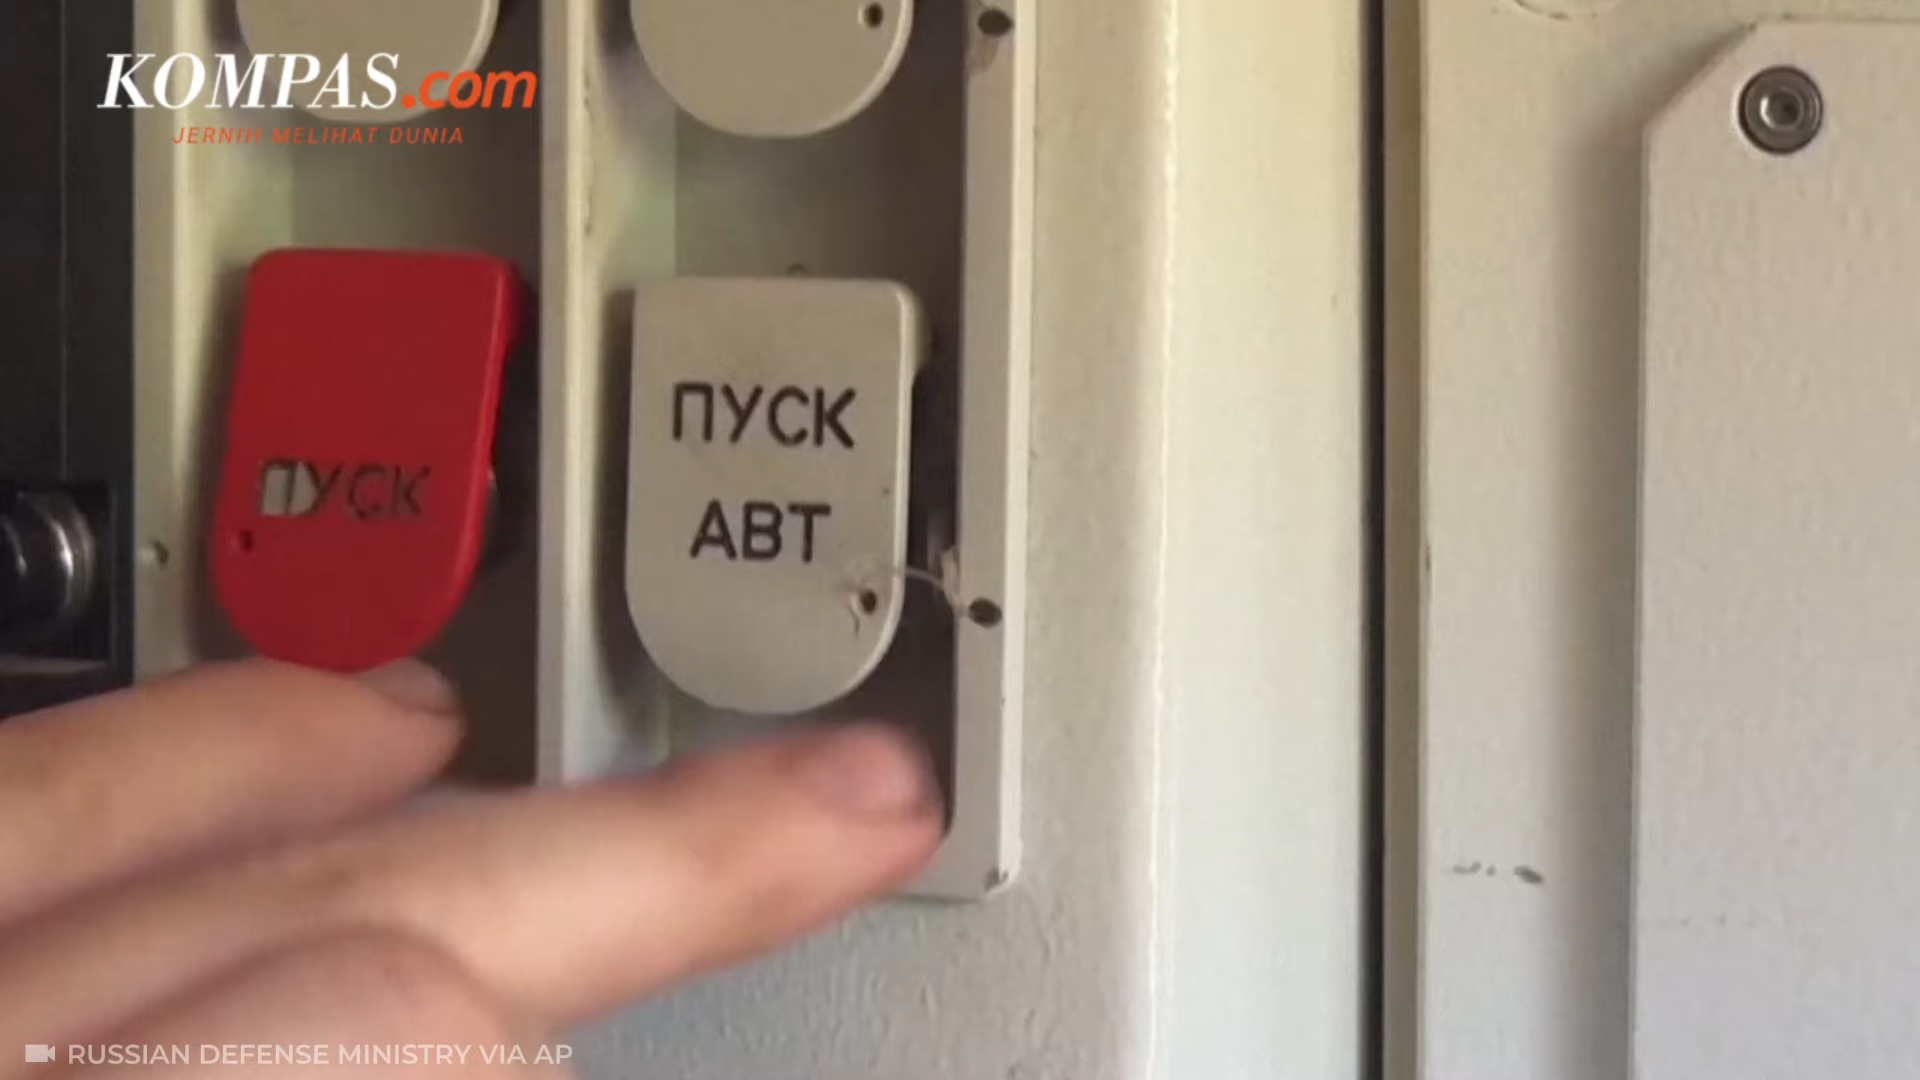 KOMPAS.com
JERNIH MELIHAT DUNIA
ПУСК
ПУСК
АВТ
RUSSIAN DEFENSE MINISTRY VIA AP